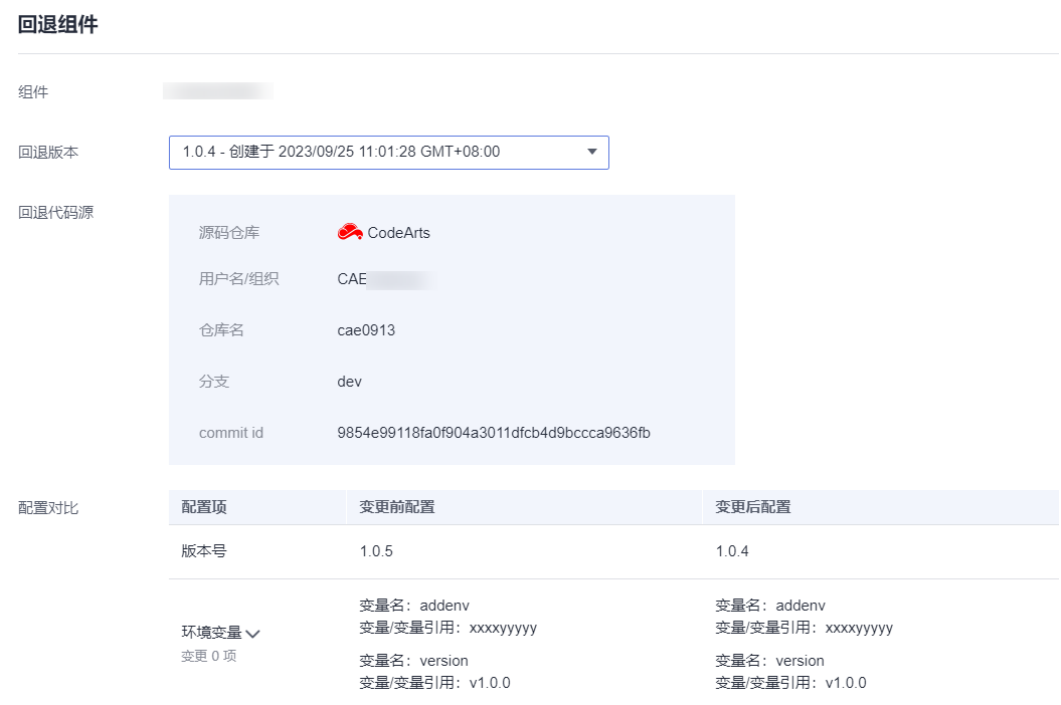 回退组件
组件
回退版本 1.0.4 - 创建于 2023/09/25 11:01:28 GMT+08:00
回退代码源
源码仓库 CodeArts
用户名/组织 CAE
仓库名 cae0913
分支 dev
commit id 9854e99118fa0f904a3011dfcb4d9bccca9636fb
配置对比
配置项 变更前配置 变更后配置
版本号 1.0.5 1.0.4
环境变量
变更 0 项
变量名：addenv
变量/变量引用：xxxxyyyyy
变量名：version
变量/变量引用：v1.0.0
变量名：addenv
变量/变量引用：xxxxyyyyy
变量名：version
变量/变量引用：v1.0.0